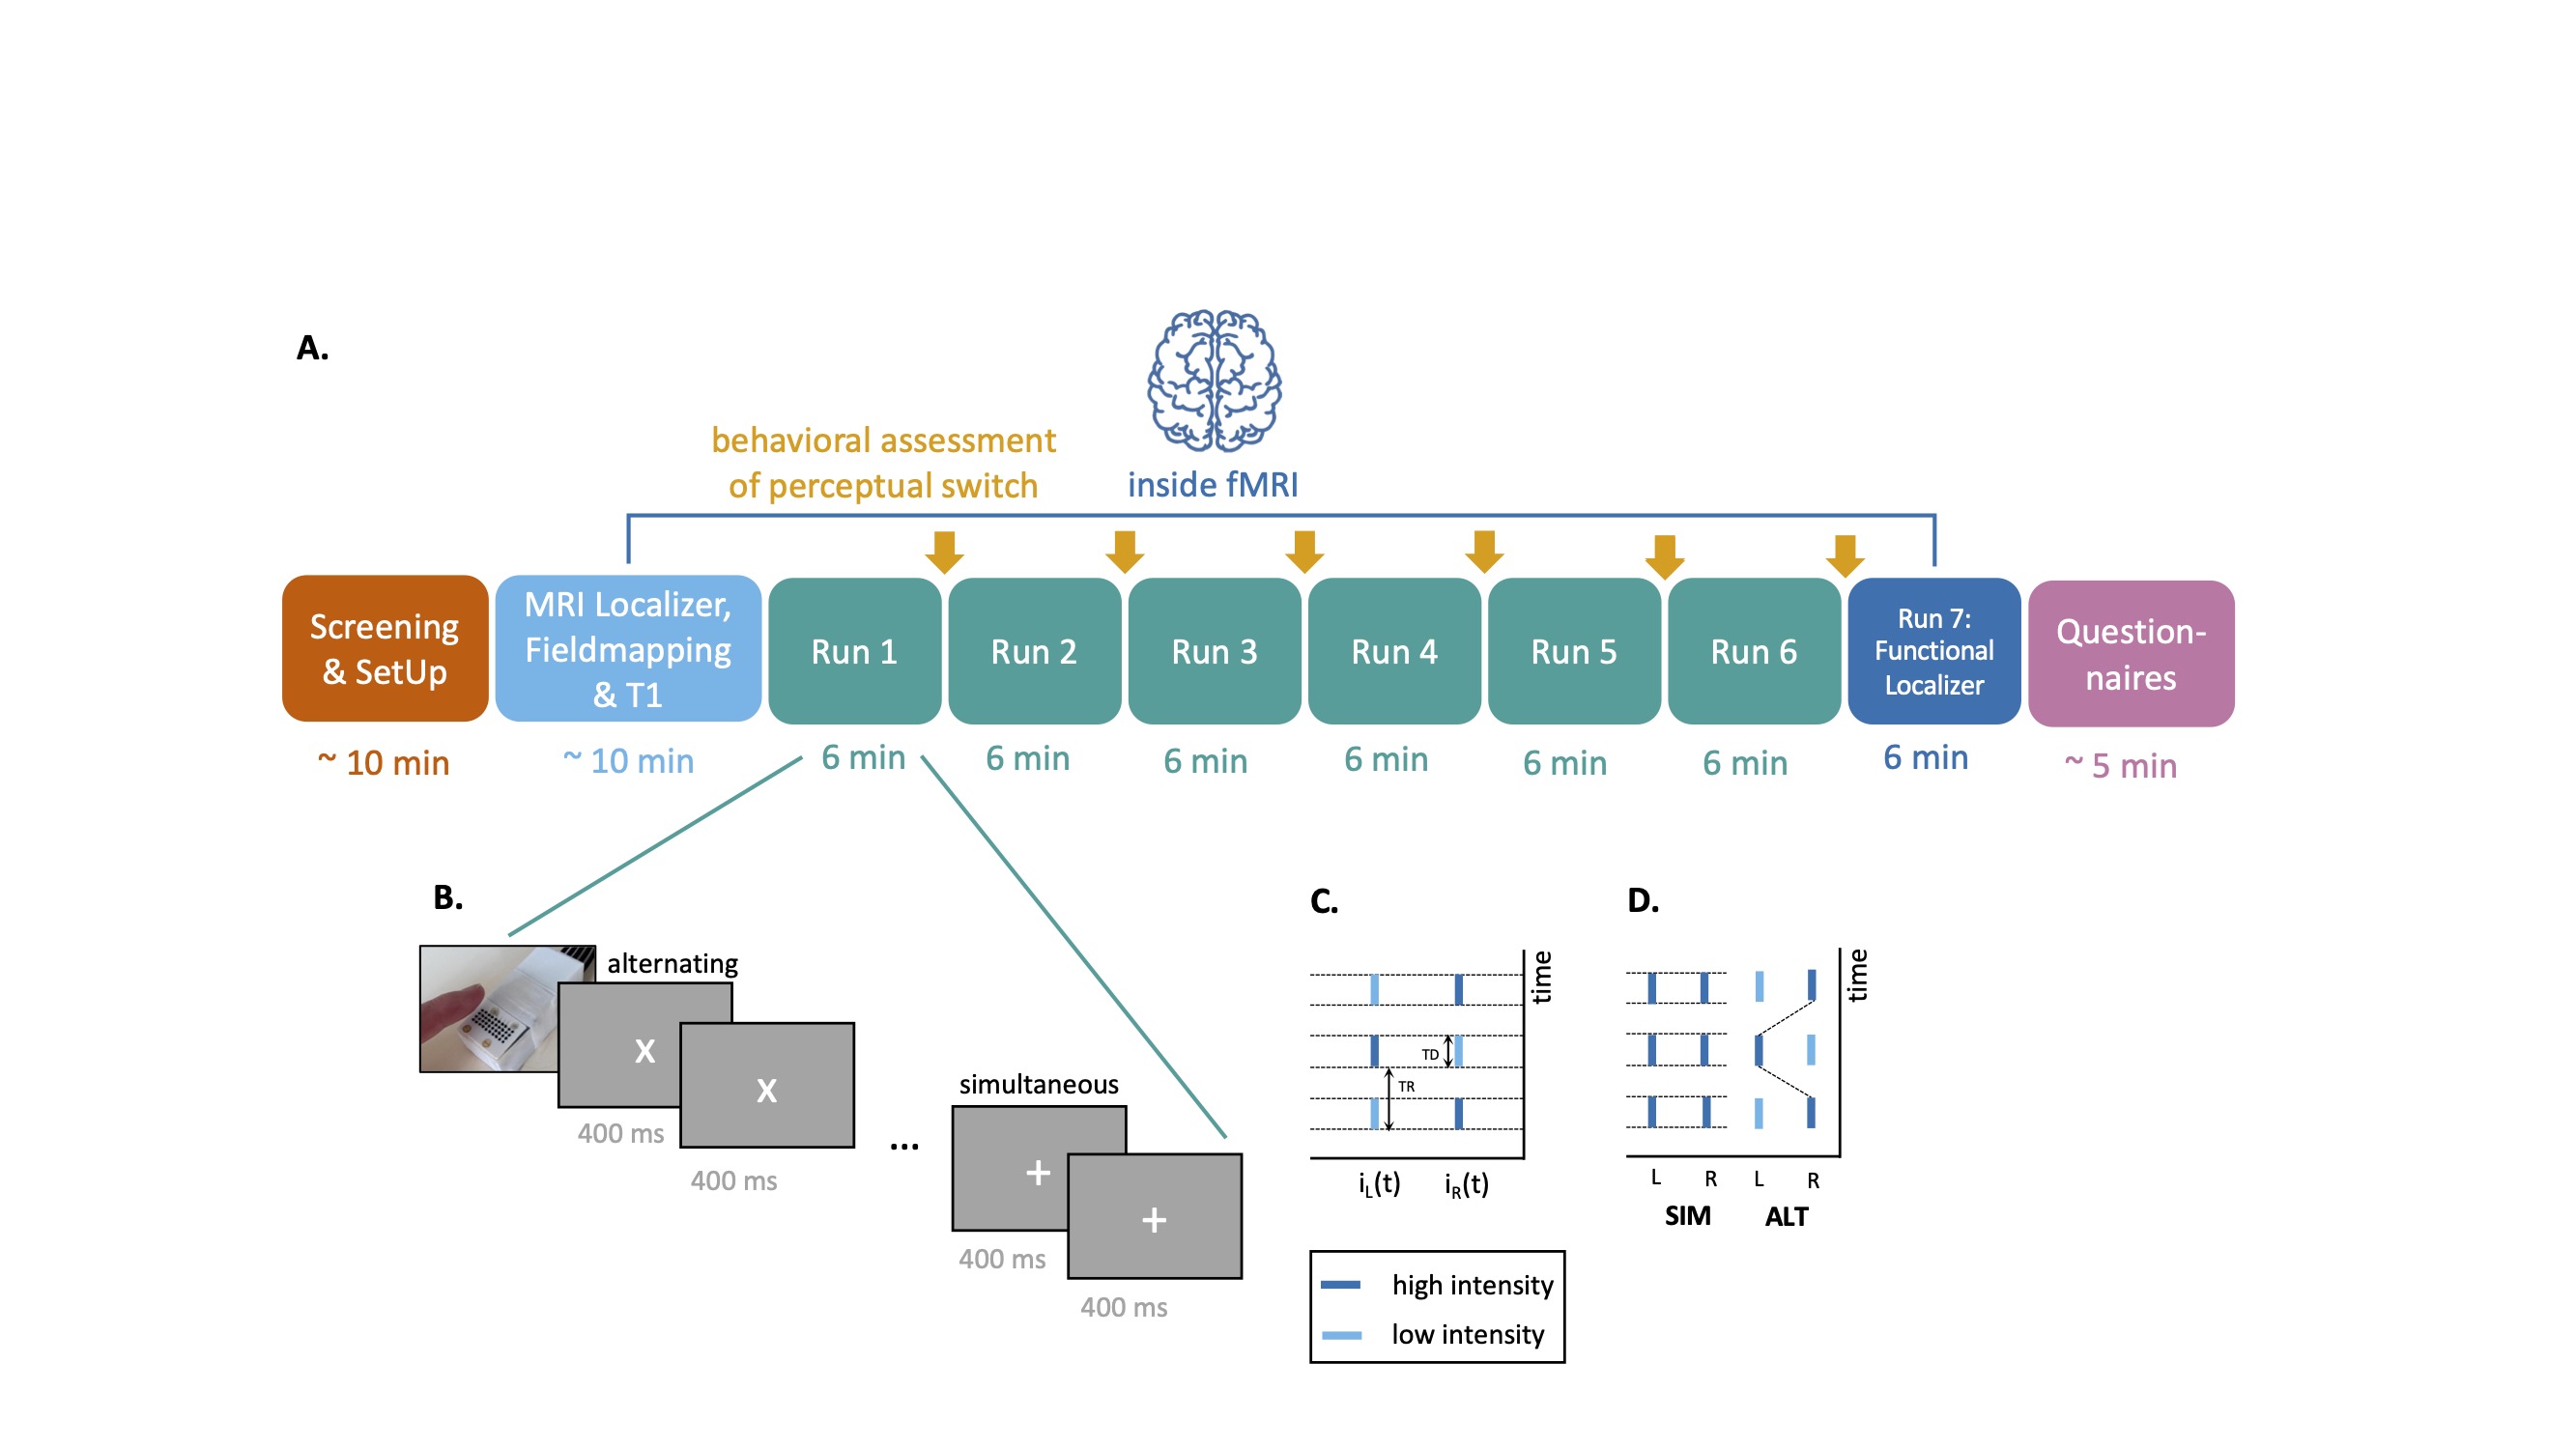 A.
behavioral assessment
of perceptual switch
inside fMRI
Screening
& SetUp
MRI Localizer,
Fieldmapping
& T1
Run 1
Run 2
Run 3
Run 4
Run 5
Run 6
Run 7:
Functional
Localizer
Question-
naires
~ 10 min
~ 10 min
6 min
6 min
6 min
6 min
6 min
6 min
6 min
~ 5 min
B.
alternating
X
400 ms
X
400 ms
...
simultaneous
+
400 ms
+
400 ms
C.
time
TD
TR
iL(t)
iR(t)
high intensity
low intensity
D.
time
L
R
L
R
SIM
ALT